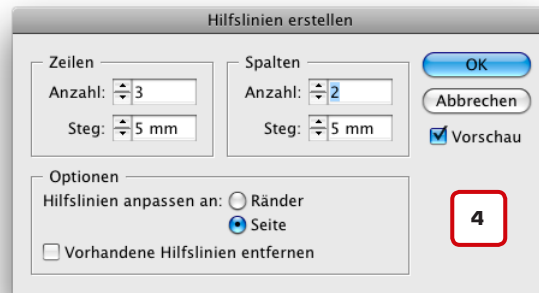 Hilfslinien erstellen
Zeilen
Anzahl: 3
Steg: 5 mm
Spalten
Anzahl: 2
Steg: 5 mm
OK
Abbrechen
Vorschau
Optionen
Hilfslinien anpassen an: Ränder
Seite
Vorhandene Hilfslinien entfernen
4